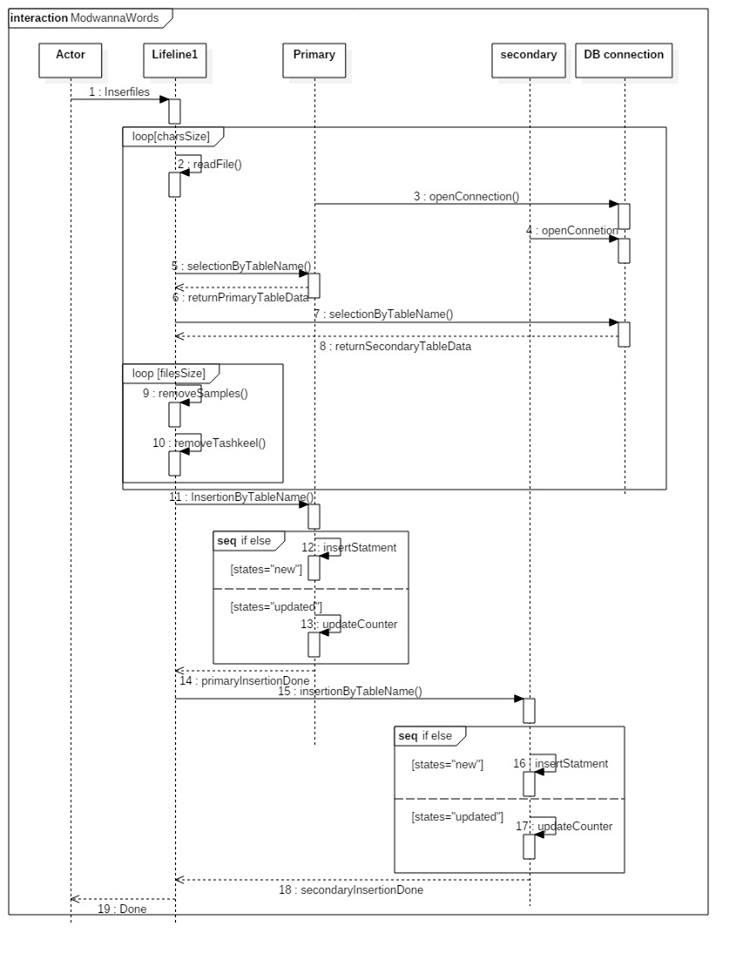 interaction ModwannaWords
Actor
Lifeline1
Primary
secondary
DB connection
1 : Inserfiles
loop[charsSize]
2 : readFile()
3 : openConnection()
4 : openConnetion
5 : selectionByTableName()
6 : returnPrimaryTableData
7 : selectionByTableName()
8 : returnSecondaryTableData
loop [filesSize]
9 : removeSamples()
10 : removeTashkeel()
11 : InsertionByTableName()
seq if else
12 : insertStatment
[states="new"]
[states="updated"]
13 : updateCounter
14 : primaryInsertionDone
15 : insertionByTableName()
seq if else
[states="new"]
16 : insertStatment
[states="updated"]
17 : updateCounter
18 : secondaryInsertionDone
19 : Done